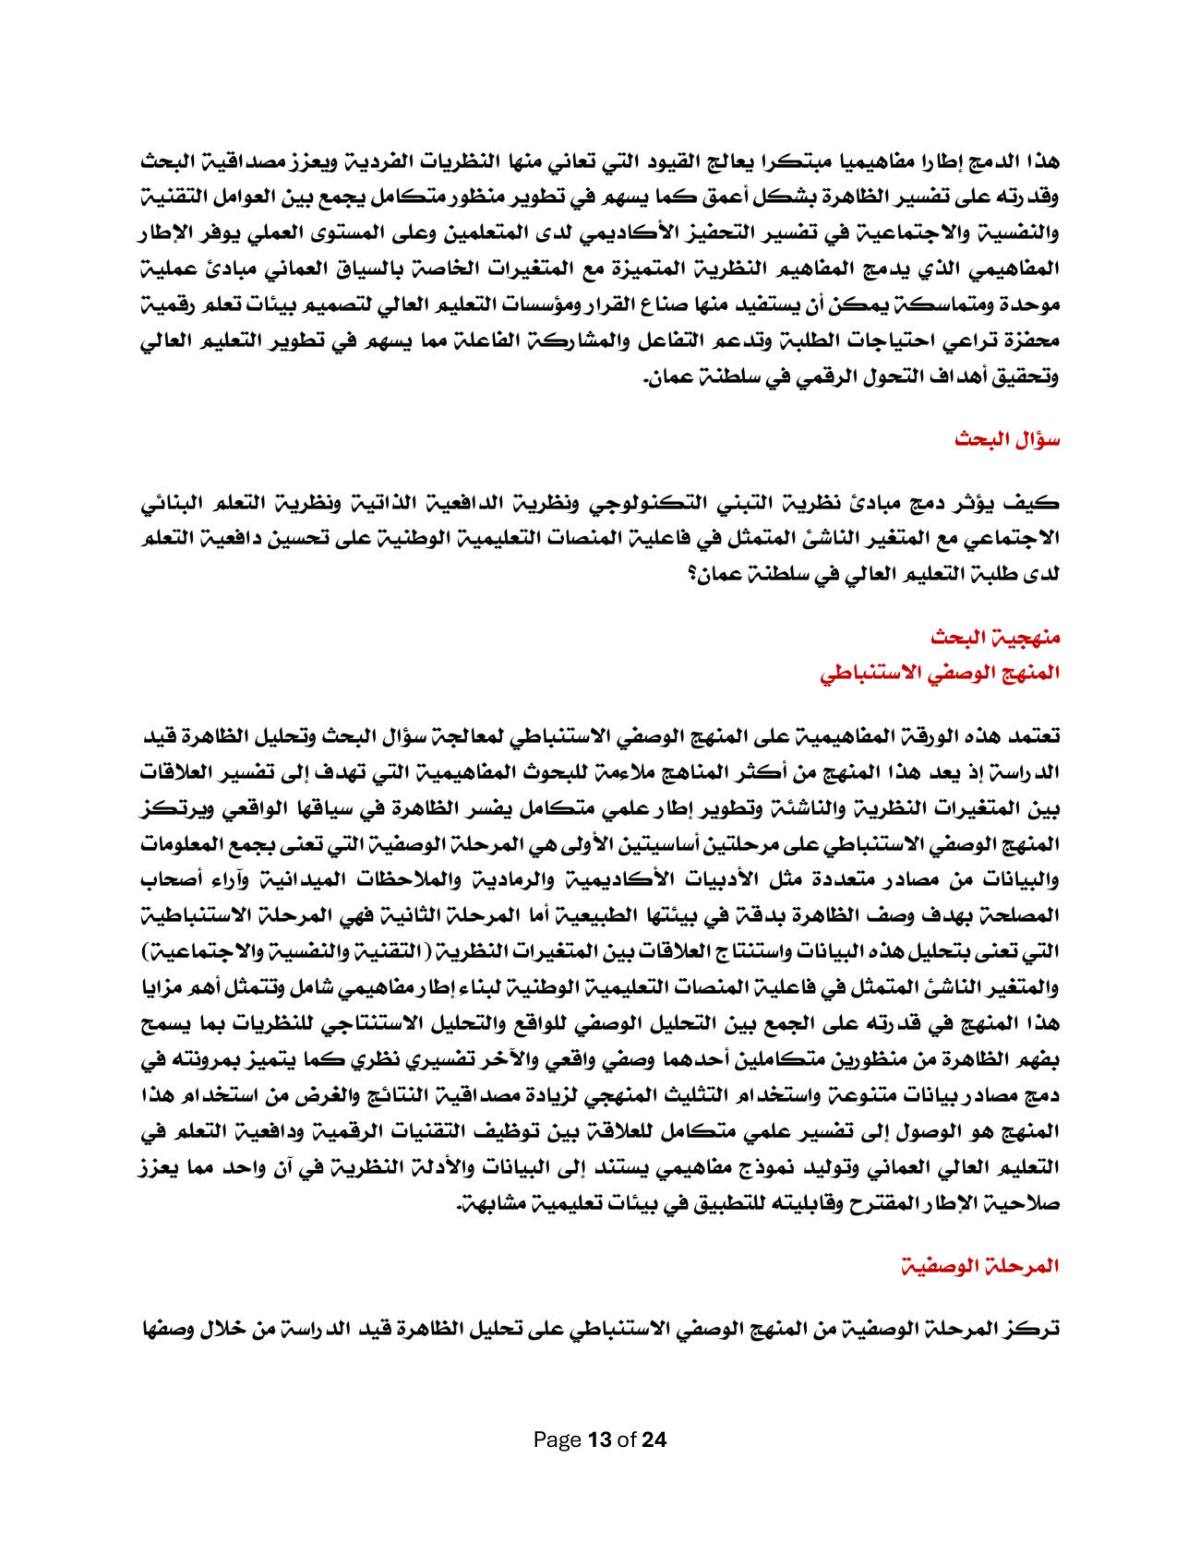 هذا الدمج إطارا مفاهيميا مبتكرا يعالج القيود التي تعاني منها النظريات الفردية ويعزز مصداقية البحث
وقدرته على تفسير الظاهرة بشكل أعمق كما يسهم في تطوير منظور متكامل يجمع بين العوامل التقنية
والنفسية والاجتماعية في تفسير التحفيز الأكاديمي لدى المتعلمين وعلى المستوى العملي يوفر الإطار
المفاهيمي الذي يدمج المفاهيم النظرية المتميزة مع المتغيرات الخاصة بالسياق العماني مبادئ عملية
موحدة ومتماسكة يمكن أن يستفيد منها صناع القرار ومؤسسات التعليم العالي لتصميم بيئات تعلم رقمية
محفزة تراعي احتياجات الطلبة وتدعم التفاعل والمشاركة الفاعلة مما يسهم في تطوير التعليم العالي
وتحقيق أهداف التحول الرقمي في سلطنة عمان.
سؤال البحث
كيف يؤثر دمج مبادئ نظرية التبني التكنولوجي ونظرية الدافعية الذاتية ونظرية التعلم البنائي
الاجتماعي مع المتغير الناشئ المتمثل في فاعلية المنصات التعليمية الوطنية على تحسين دافعية التعلم
لدى طلبة التعليم العالي في سلطنة عمان؟
منهجية البحث
المنهج الوصفي الاستنباطي
تعتمد هذه الورقة المفاهيمية على المنهج الوصفي الاستنباطي لمعالجة سؤال البحث وتحليل الظاهرة قيد
الدراسة إذ يعد هذا المنهج من أكثر المناهج ملاءمة للبحوث المفاهيمية التي تهدف إلى تفسير العلاقات
بين المتغيرات النظرية والناشئة وتطوير إطار علمي متكامل يفسر الظاهرة في سياقها الواقعي ويرتكز
المنهج الوصفي الاستنباطي على مرحلتين أساسيتين الأولى هي المرحلة الوصفية التي تعنى بجمع المعلومات
والبيانات من مصادر متعددة مثل الأدبيات الأكاديمية والرمادية والملاحظات الميدانية وآراء أصحاب
المصلحة بهدف وصف الظاهرة بدقة في بيئتها الطبيعية أما المرحلة الثانية فهي المرحلة الاستنباطية
التي تعنى بتحليل هذه البيانات واستنتاج العلاقات بين المتغيرات النظرية (التقنية والنفسية والاجتماعية)
والمتغير الناشئ المتمثل في فاعلية المنصات التعليمية الوطنية لبناء إطار مفاهيمي شامل وتتمثل أهم مزايا
هذا المنهج في قدرته على الجمع بين التحليل الوصفي للواقع والتحليل الاستنتاجي للنظريات بما يسمح
بفهم الظاهرة من منظورين متكاملين أحدهما وصفي واقعي والآخر تفسيري نظري كما يتميز بمرونته في
دمج مصادر بيانات متنوعة واستخدام التثليث المنهجي لزيادة مصداقية النتائج والغرض من استخدام هذا
المنهج هو الوصول إلى تفسير علمي متكامل للعلاقة بين توظيف التقنيات الرقمية ودافعية التعلم في
التعليم العالي العماني وتوليد نموذج مفاهيمي يستند إلى البيانات والأدلة النظرية في آن واحد مما يعزز
صلاحية الإطار المقترح وقابليته للتطبيق في بيئات تعليمية مشابهة.
المرحلة الوصفية
تركز المرحلة الوصفية من المنهج الوصفي الاستنباطي على تحليل الظاهرة قيد الدراسة من خلال وصفها
Page 13 of 24